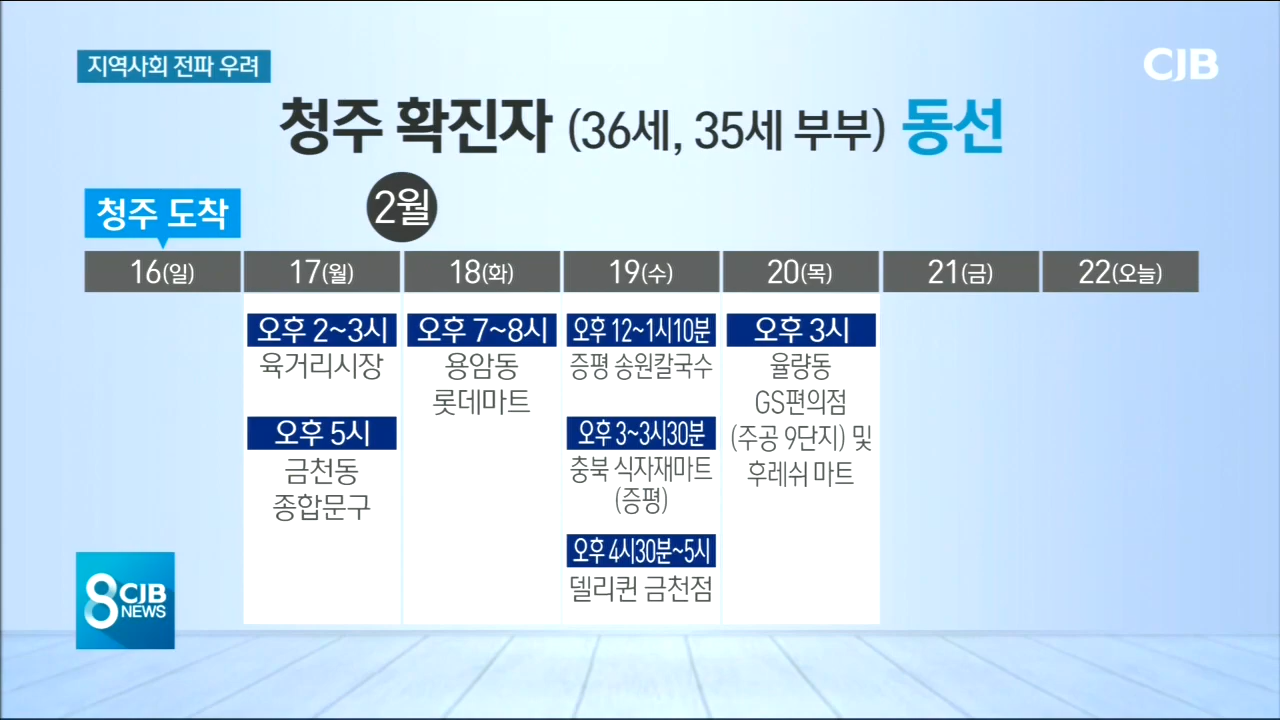 지역사회 전파 우려
CJB
청주 확진자 (36세, 35세 부부) 동선
청주 도착
2월
16(일) 17(월) 18(화) 19(수) 20(목) 21(금) 22(오늘)
오후 2~3시
육거리시장
오후 5시
금천동
종합문구
오후 7~8시
용암동
롯데마트
오후 12~1시10분
증평 송원칼국수
오후 3~3시30분
충북 식자재마트
(증평)
오후 4시30분~5시
델리퀸 금천점
오후 3시
율량동
GS편의점
(주공 9단지) 및
후레쉬 마트
8 CJB
NEWS